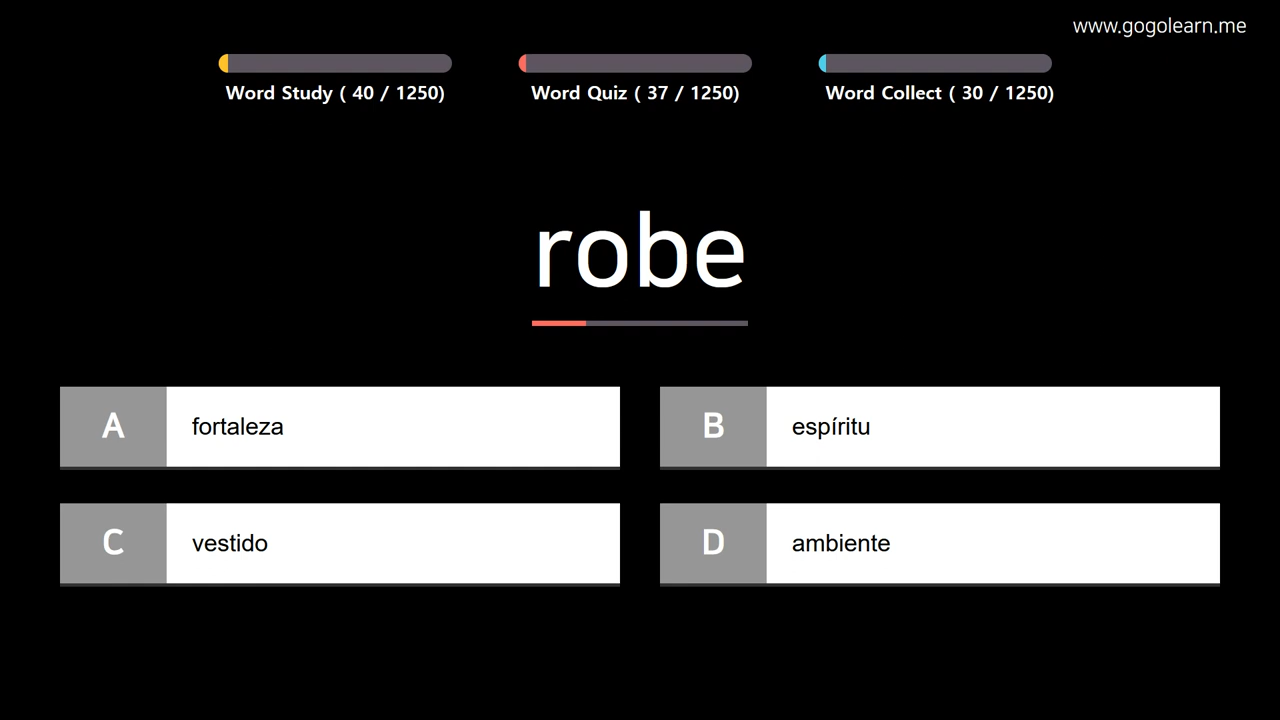 www.gogolearn.me
Word Study ( 40 / 1250)
Word Quiz ( 37 / 1250)
Word Collect ( 30 / 1250)
robe
A
fortaleza
B
espíritu
C
vestido
D
ambiente